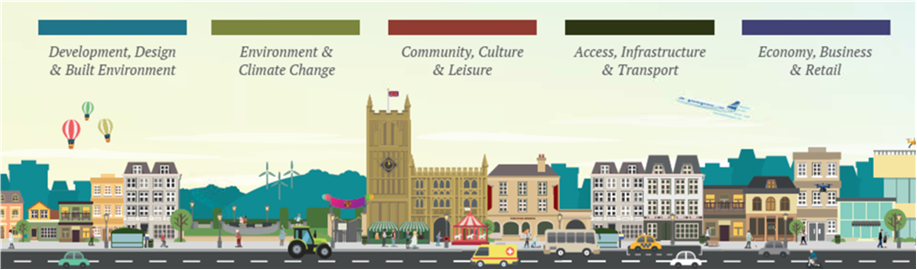 Development, Design
& Built Environment
Environment &
Climate Change
Community, Culture
& Leisure
Access, Infrastructure
& Transport
Economy, Business
& Retail